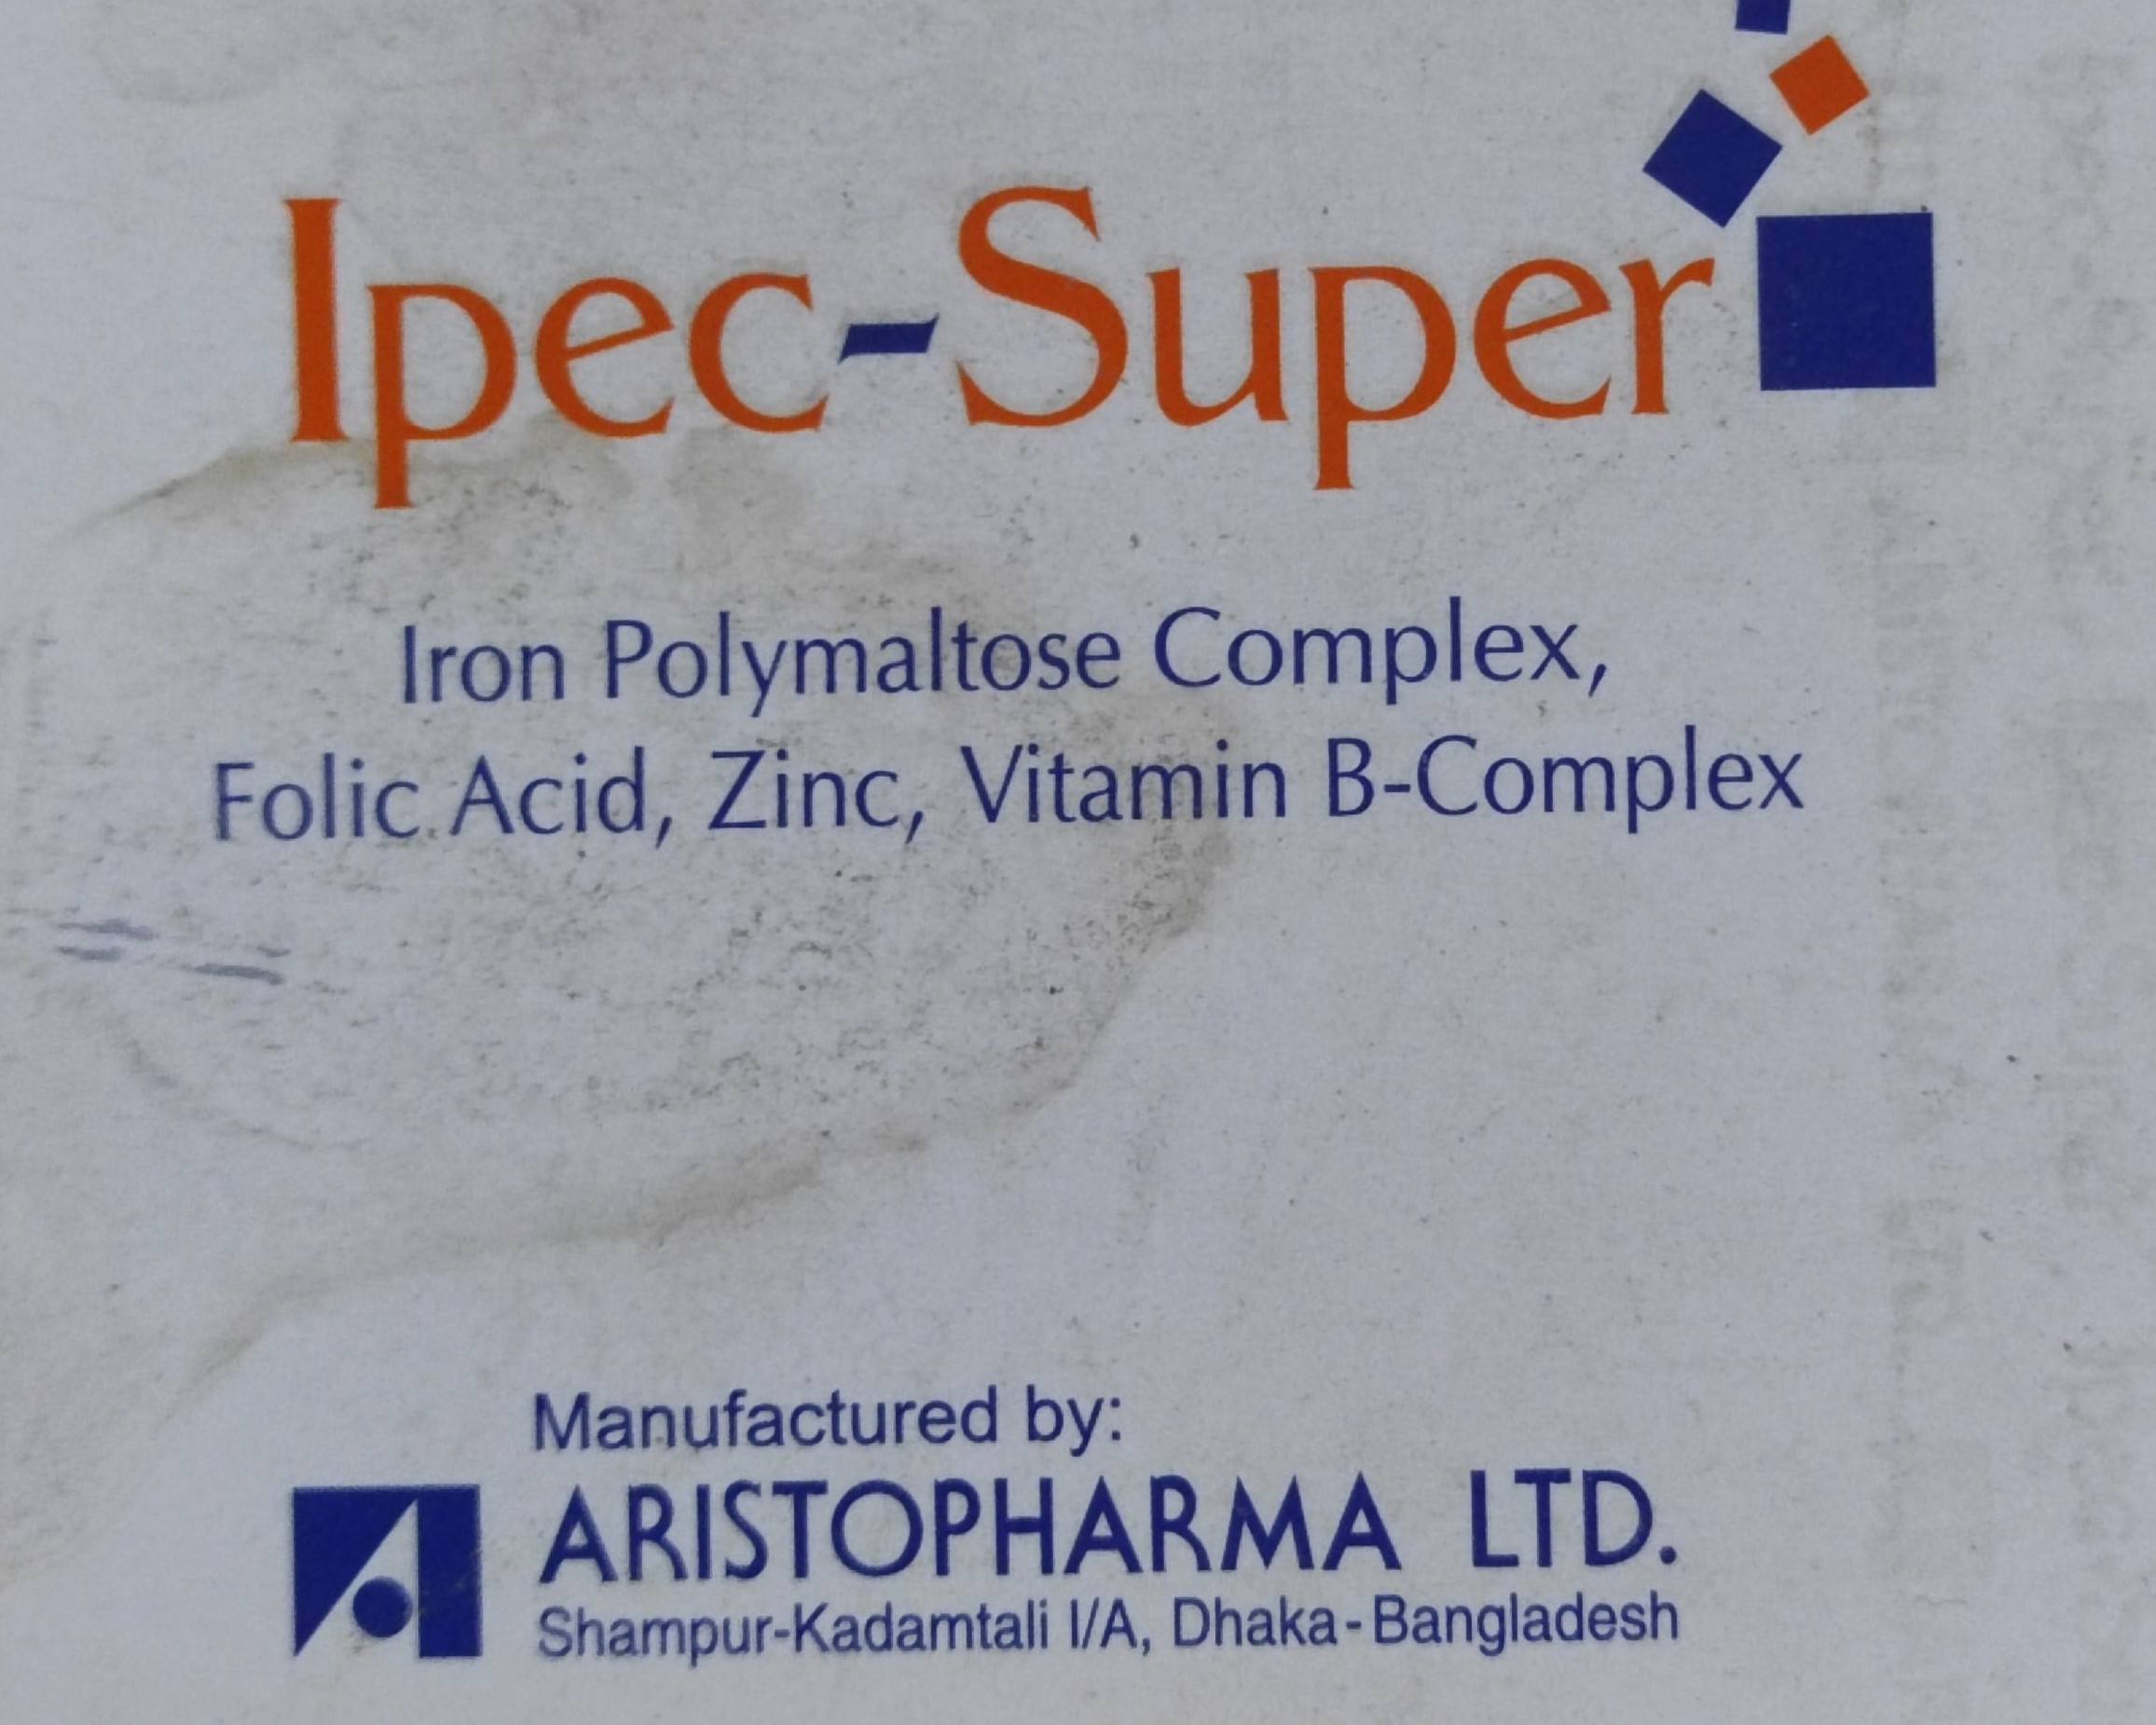 Ipec-Super
Iron Polymaltose Complex,
Folic Acid, Zinc, Vitamin B-Complex
Manufactured by:
ARISTOPHARMA LTD.
Shampur-Kadamtali I/A, Dhaka-Bangladesh